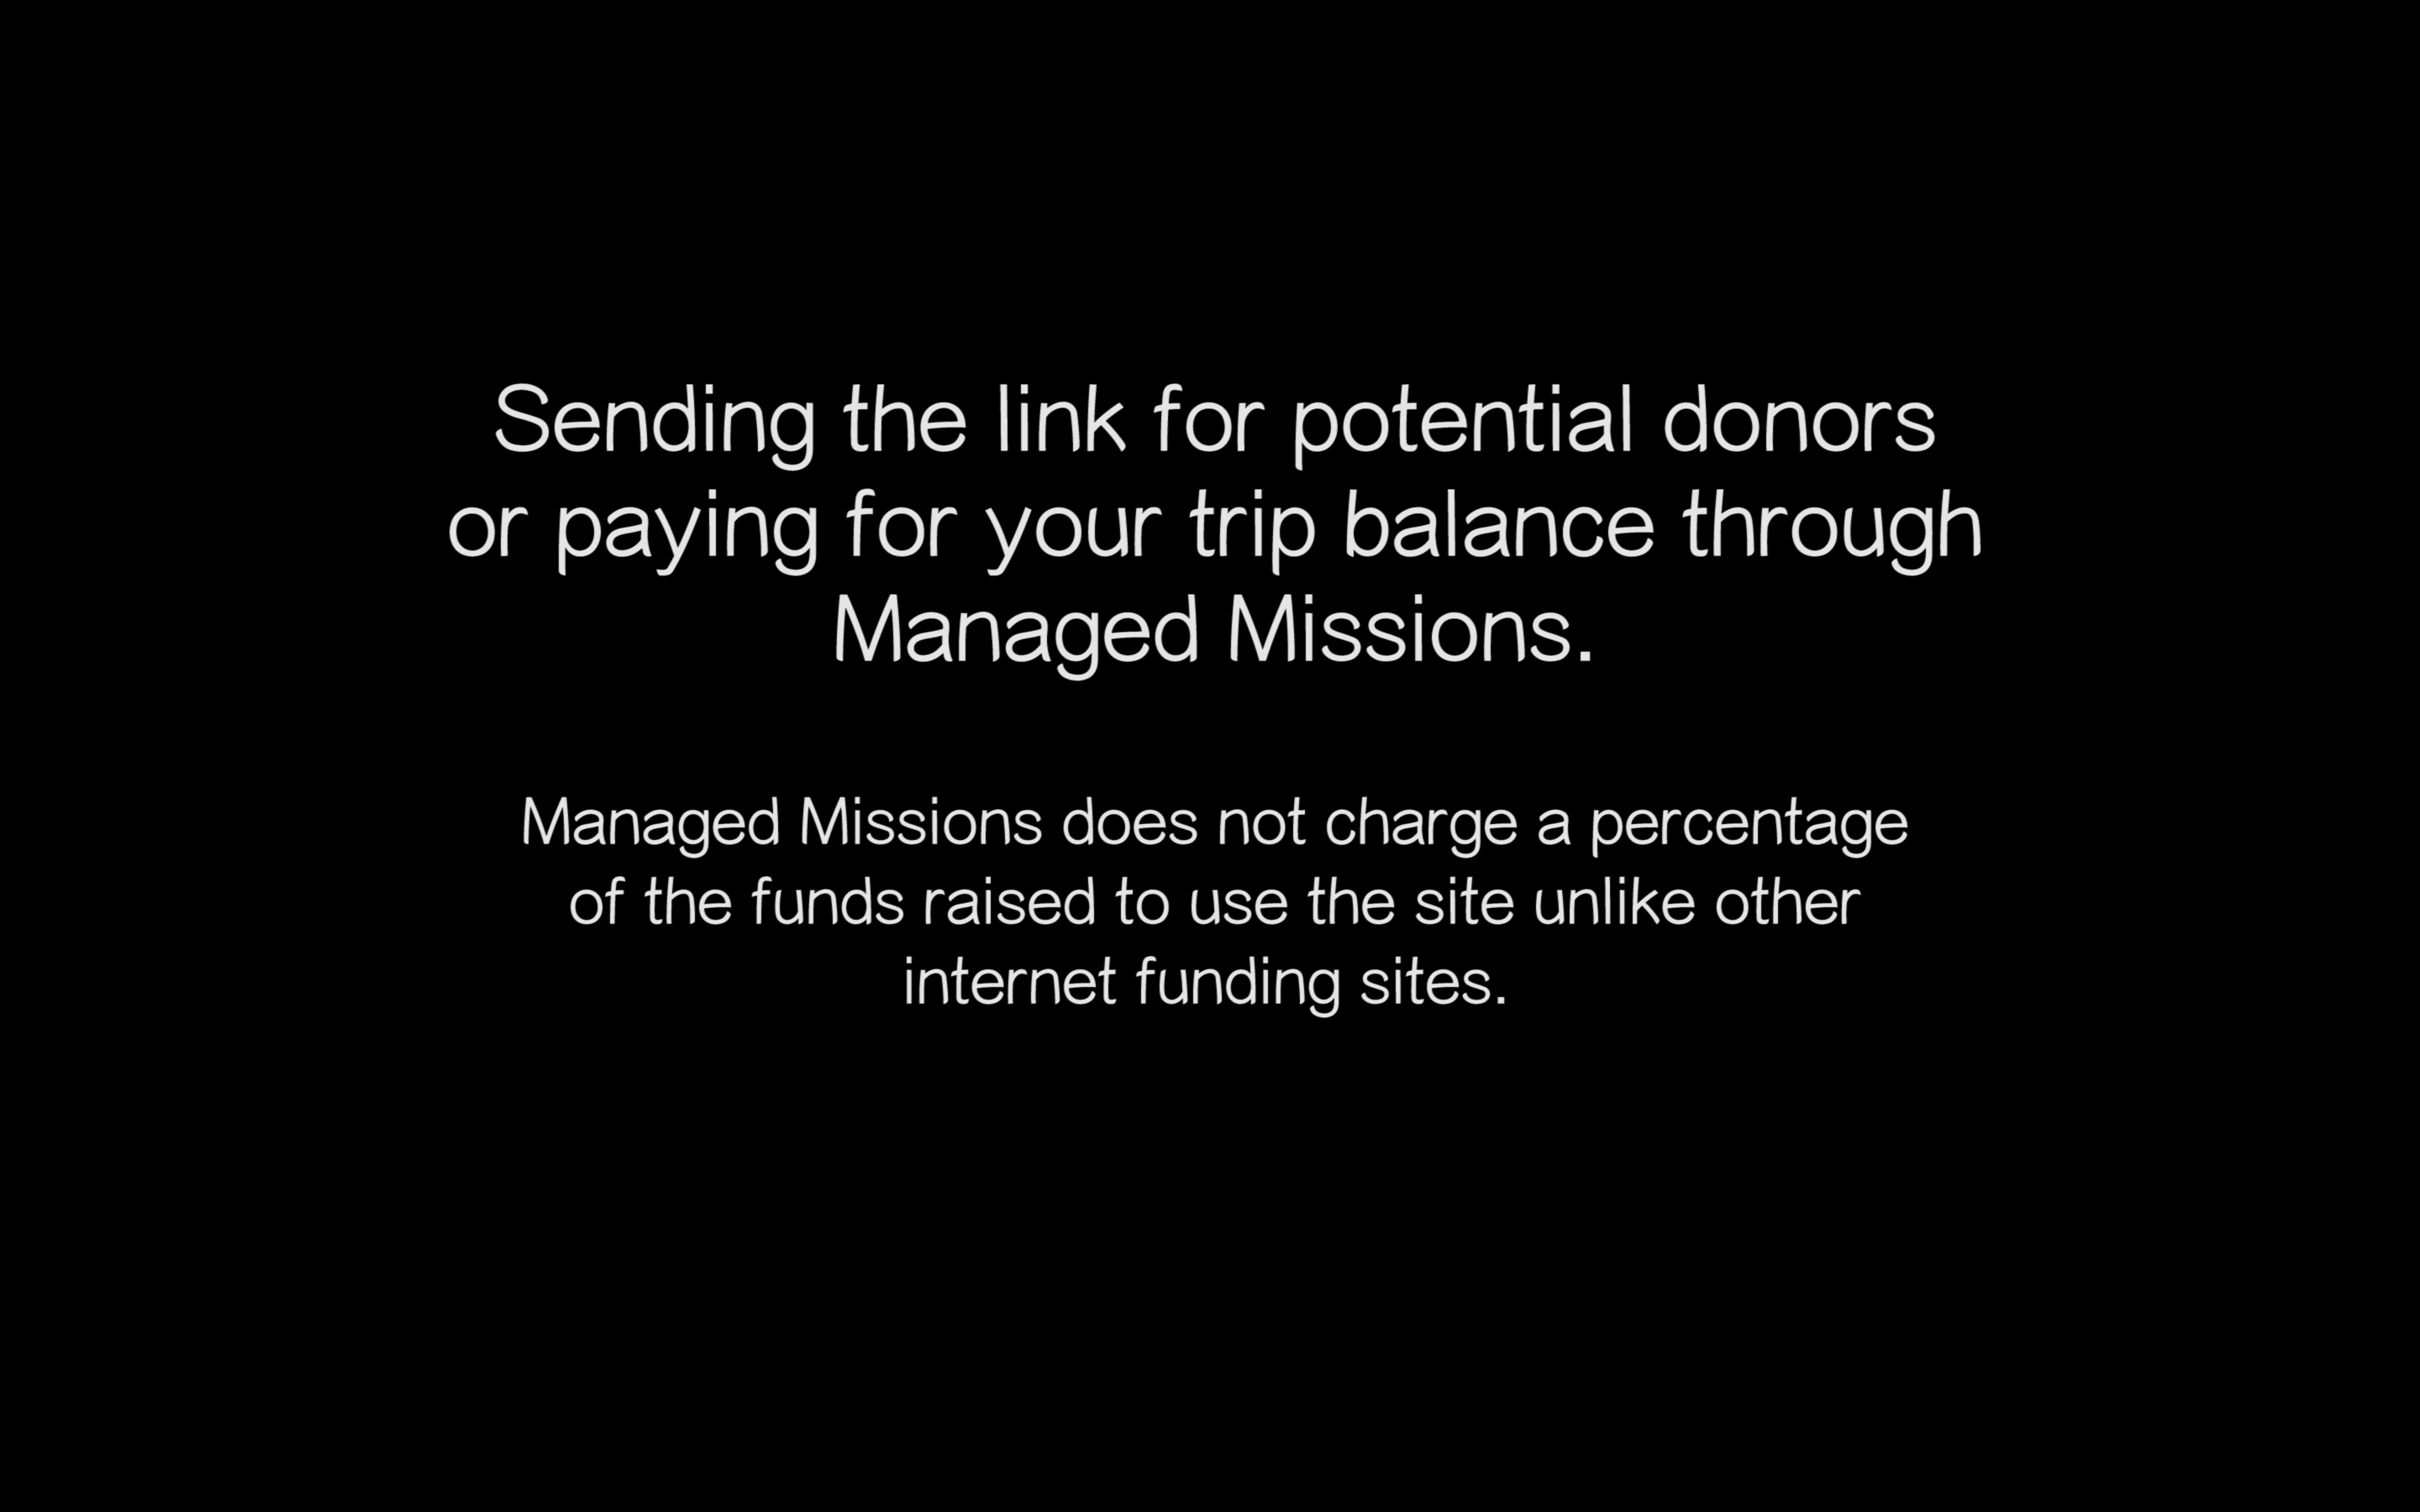 Sending the link for potential donors
or paying for your trip balance through
Managed Missions.
Managed Missions does not charge a percentage
of the funds raised to use the site unlike other
internet funding sites.